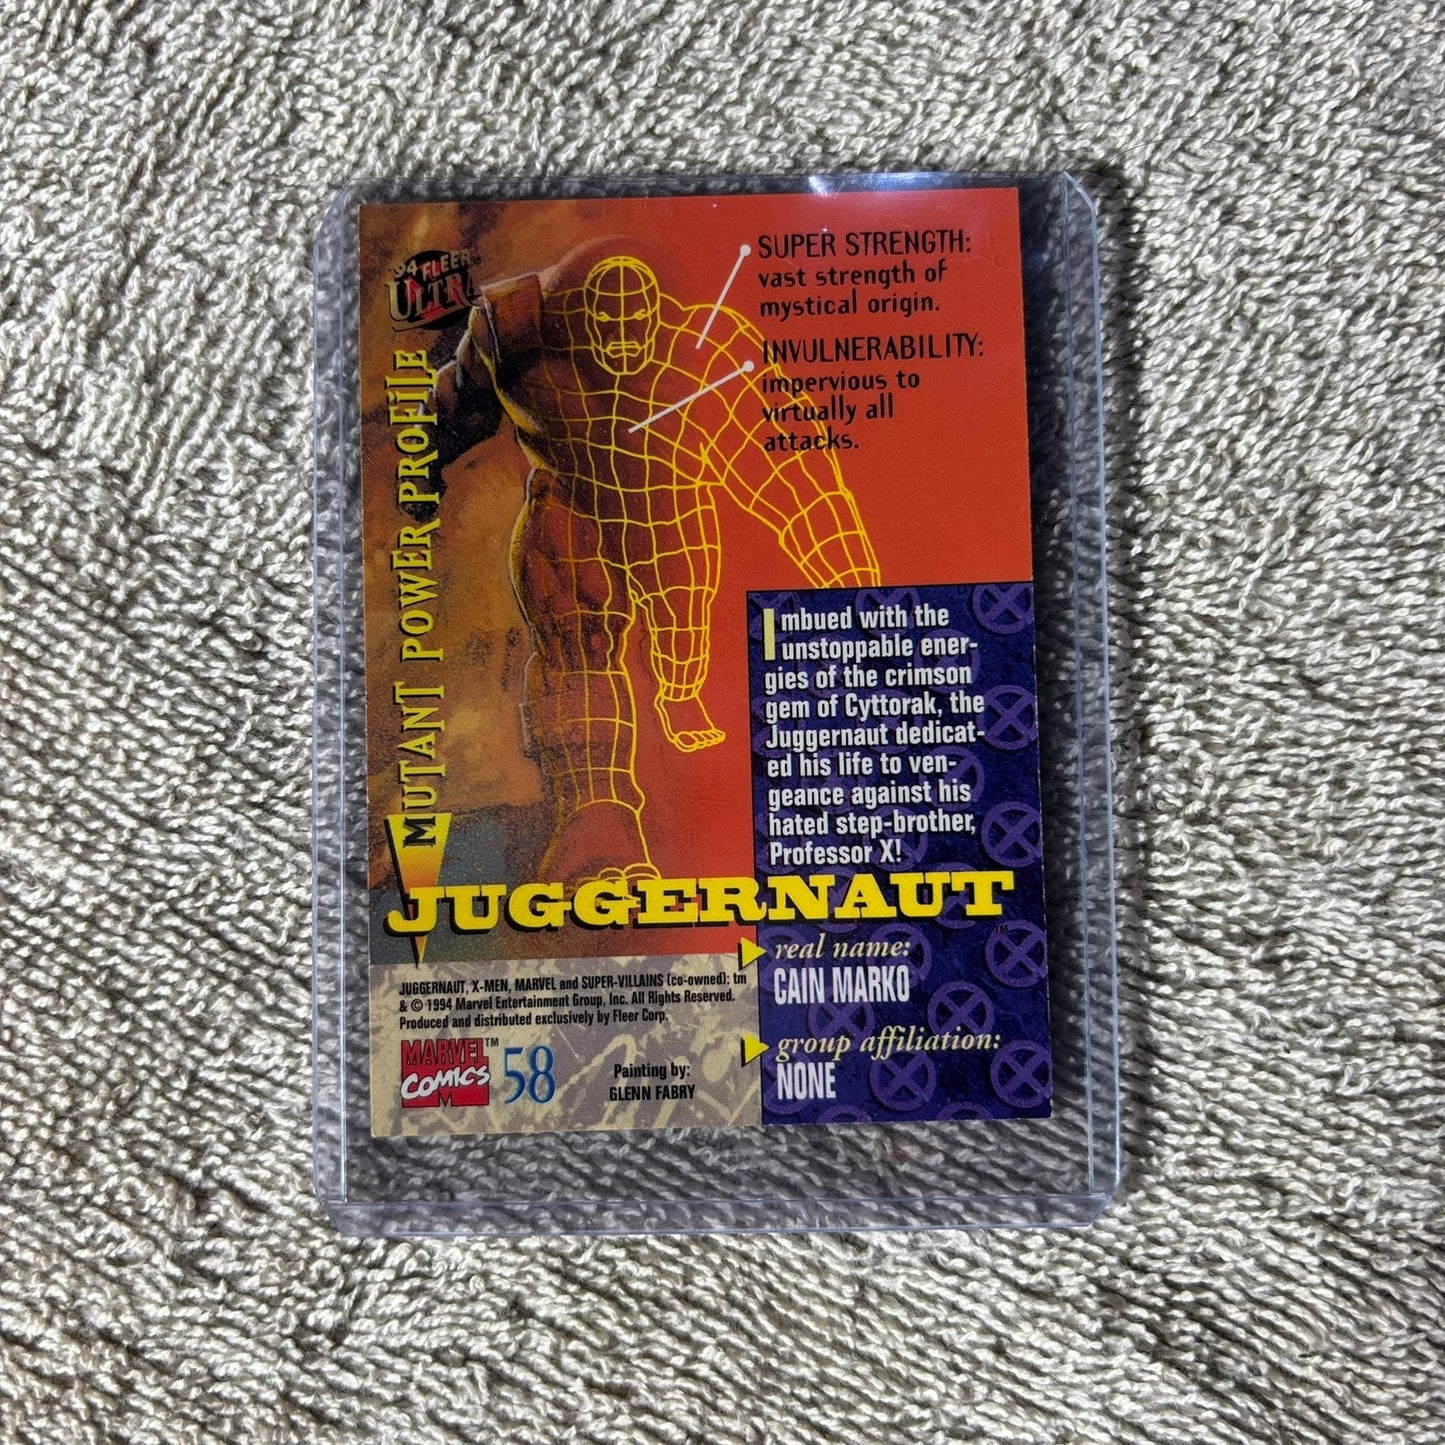 '94 FLEER
ULTRA
MUTANT POWER PROFILE
SUPER STRENGTH:
vast strength of
mystical origin.
INVULNERABILITY:
impervious to
virtually all
attacks.
Imbued with the
unstoppable ener-
gies of the crimson
gem of Cyttorak, the
Juggernaut dedicat-
ed his life to ven-
geance against his
hated step-brother,
Professor X!
JUGGERNAUT™
real name:
CAIN MARKO
group affiliation:
NONE
JUGGERNAUT, X-MEN, MARVEL and SUPER-VILLAINS (co-owned): tm
& © 1994 Marvel Entertainment Group, Inc. All Rights Reserved.
Produced and distributed exclusively by Fleer Corp.
MARVEL™
COMICS
M
58
Painting by:
GLENN FABRY